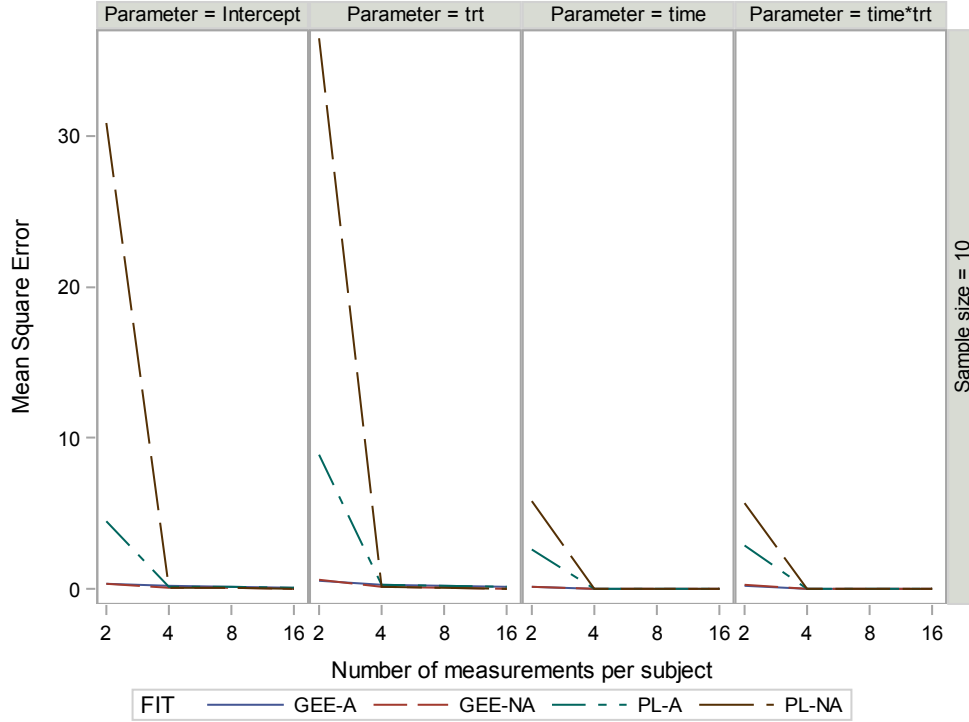 Parameter = Intercept
Parameter = trt
Parameter = time
Parameter = time*trt
30
20
10
0
Mean Square Error
Sample size = 10
2 4 8 16 2 4 8 16 2 4 8 16 2 4 8 16
Number of measurements per subject
FIT GEE-A GEE-NA PL-A PL-NA